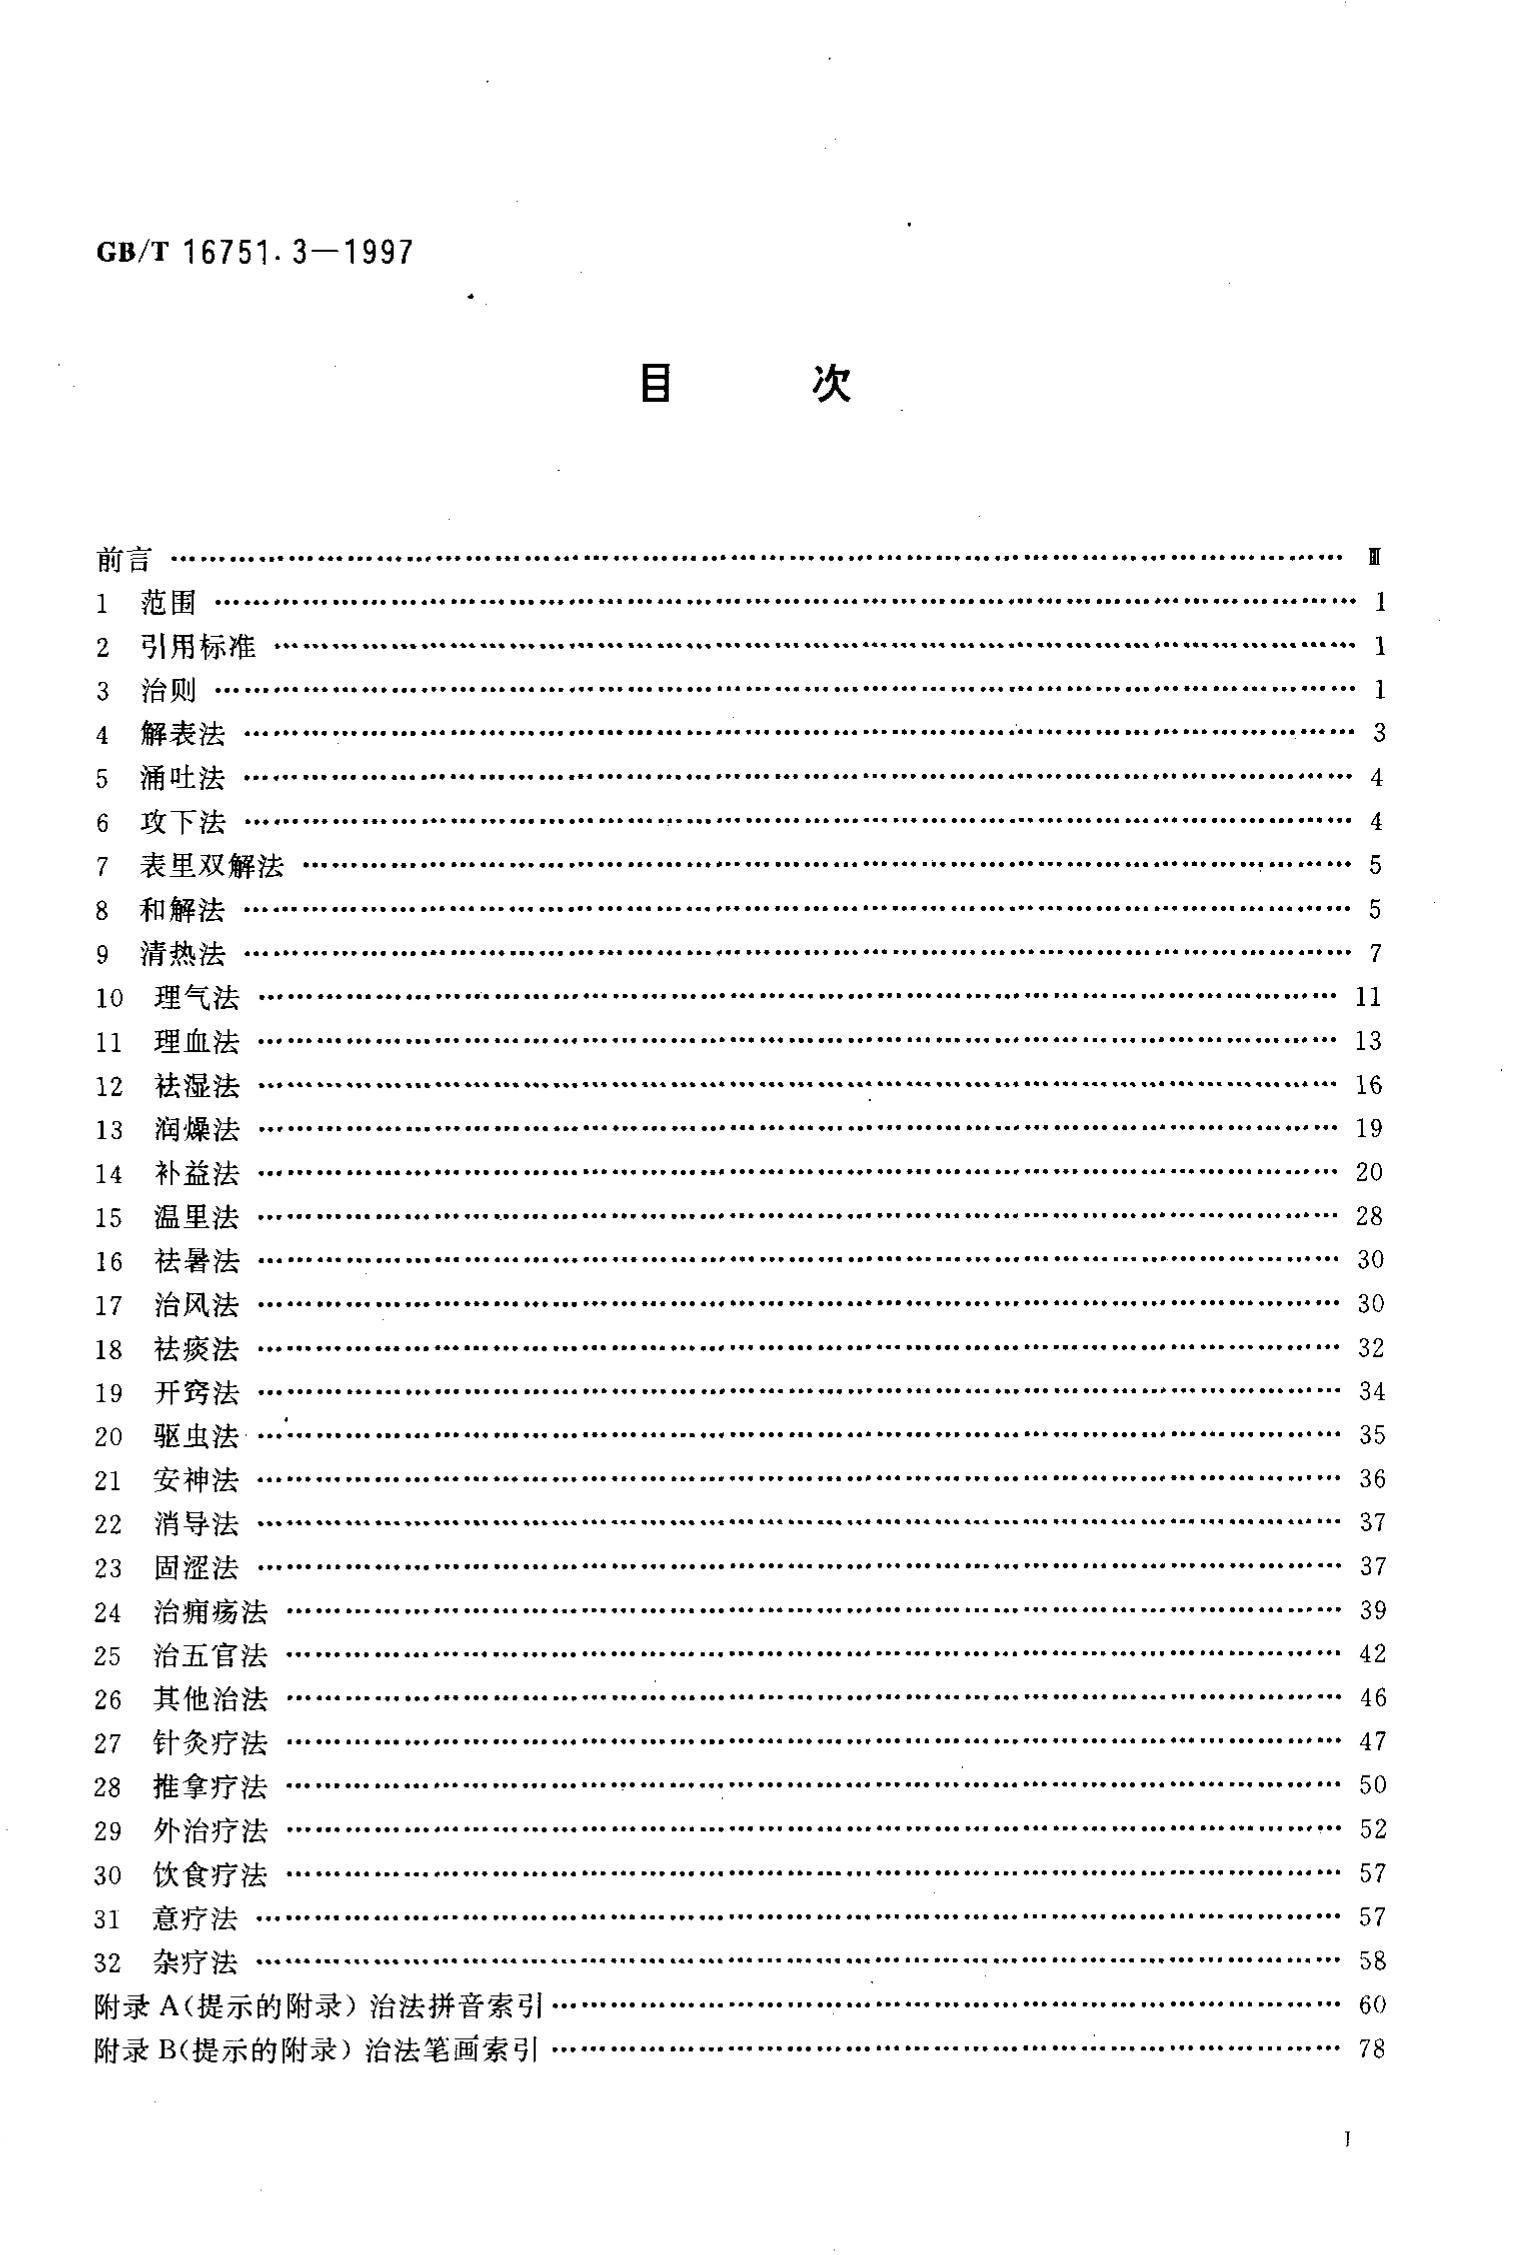 GB/T 16751.3—1997
目 次
前言 …… Ⅲ
1 范围 …… 1
2 引用标准 …… 1
3 治则 …… 1
4 解表法 …… 3
5 涌吐法 …… 4
6 攻下法 …… 4
7 表里双解法 …… 5
8 和解法 …… 5
9 清热法 …… 7
10 理气法 …… 11
11 理血法 …… 13
12 祛湿法 …… 16
13 润燥法 …… 19
14 补益法 …… 20
15 温里法 …… 28
16 祛暑法 …… 30
17 治风法 …… 30
18 祛痰法 …… 32
19 开窍法 …… 34
20 驱虫法 …… 35
21 安神法 …… 36
22 消导法 …… 37
23 固涩法 …… 37
24 治痈疡法 …… 39
25 治五官法 …… 42
26 其他治法 …… 46
27 针灸疗法 …… 47
28 推拿疗法 …… 50
29 外治疗法 …… 52
30 饮食疗法 …… 57
31 意疗法 …… 57
32 杂疗法 …… 58
附录 A(提示的附录) 治法拼音索引 …… 60
附录 B(提示的附录) 治法笔画索引 …… 78
I